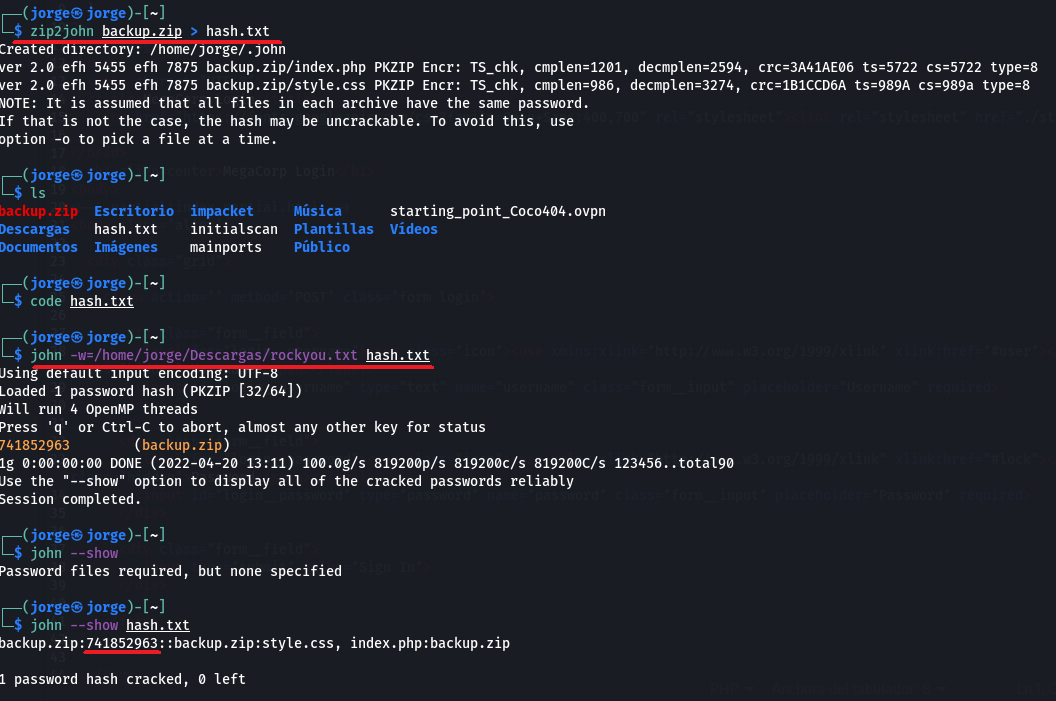 ┌──(jorge㉿jorge)-[~]
└─$ zip2john backup.zip > hash.txt
Created directory: /home/jorge/.john
ver 2.0 efh 5455 efh 7875 backup.zip/index.php PKZIP Encr: TS_chk, cmplen=1201, decmplen=2594, crc=3A41AE06 ts=5722 cs=5722 type=8
ver 2.0 efh 5455 efh 7875 backup.zip/style.css PKZIP Encr: TS_chk, cmplen=986, decmplen=3274, crc=1B1CCD6A ts=989A cs=989a type=8
NOTE: It is assumed that all files in each archive have the same password.
If that is not the case, the hash may be uncrackable. To avoid this, use
option -o to pick a file at a time.
┌──(jorge㉿jorge)-[~]
└─$ ls
backup.zip Escritorio impacket Música starting_point_Coco404.ovpn
Descargas hash.txt initialscan Plantillas Vídeos
Documentos Imágenes mainports Público
┌──(jorge㉿jorge)-[~]
└─$ code hash.txt
┌──(jorge㉿jorge)-[~]
└─$ john -w=/home/jorge/Descargas/rockyou.txt hash.txt
Using default input encoding: UTF-8
Loaded 1 password hash (PKZIP [32/64])
Will run 4 OpenMP threads
Press 'q' or Ctrl-C to abort, almost any other key for status
741852963 (backup.zip)
1g 0:00:00:00 DONE (2022-04-20 13:11) 100.0g/s 819200p/s 819200c/s 819200C/s 123456..total90
Use the "--show" option to display all of the cracked passwords reliably
Session completed.
┌──(jorge㉿jorge)-[~]
└─$ john --show
Password files required, but none specified
┌──(jorge㉿jorge)-[~]
└─$ john --show hash.txt
backup.zip:741852963::backup.zip:style.css, index.php:backup.zip
1 password hash cracked, 0 left